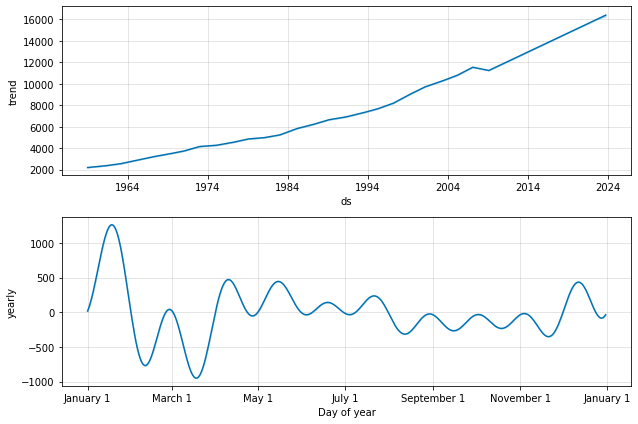 16000
14000
12000
10000
8000
6000
4000
2000
trend
1964 1974 1984 1994 2004 2014 2024
ds
1000
500
0
−500
−1000
yearly
January 1 March 1 May 1 July 1 September 1 November 1 January 1
Day of year